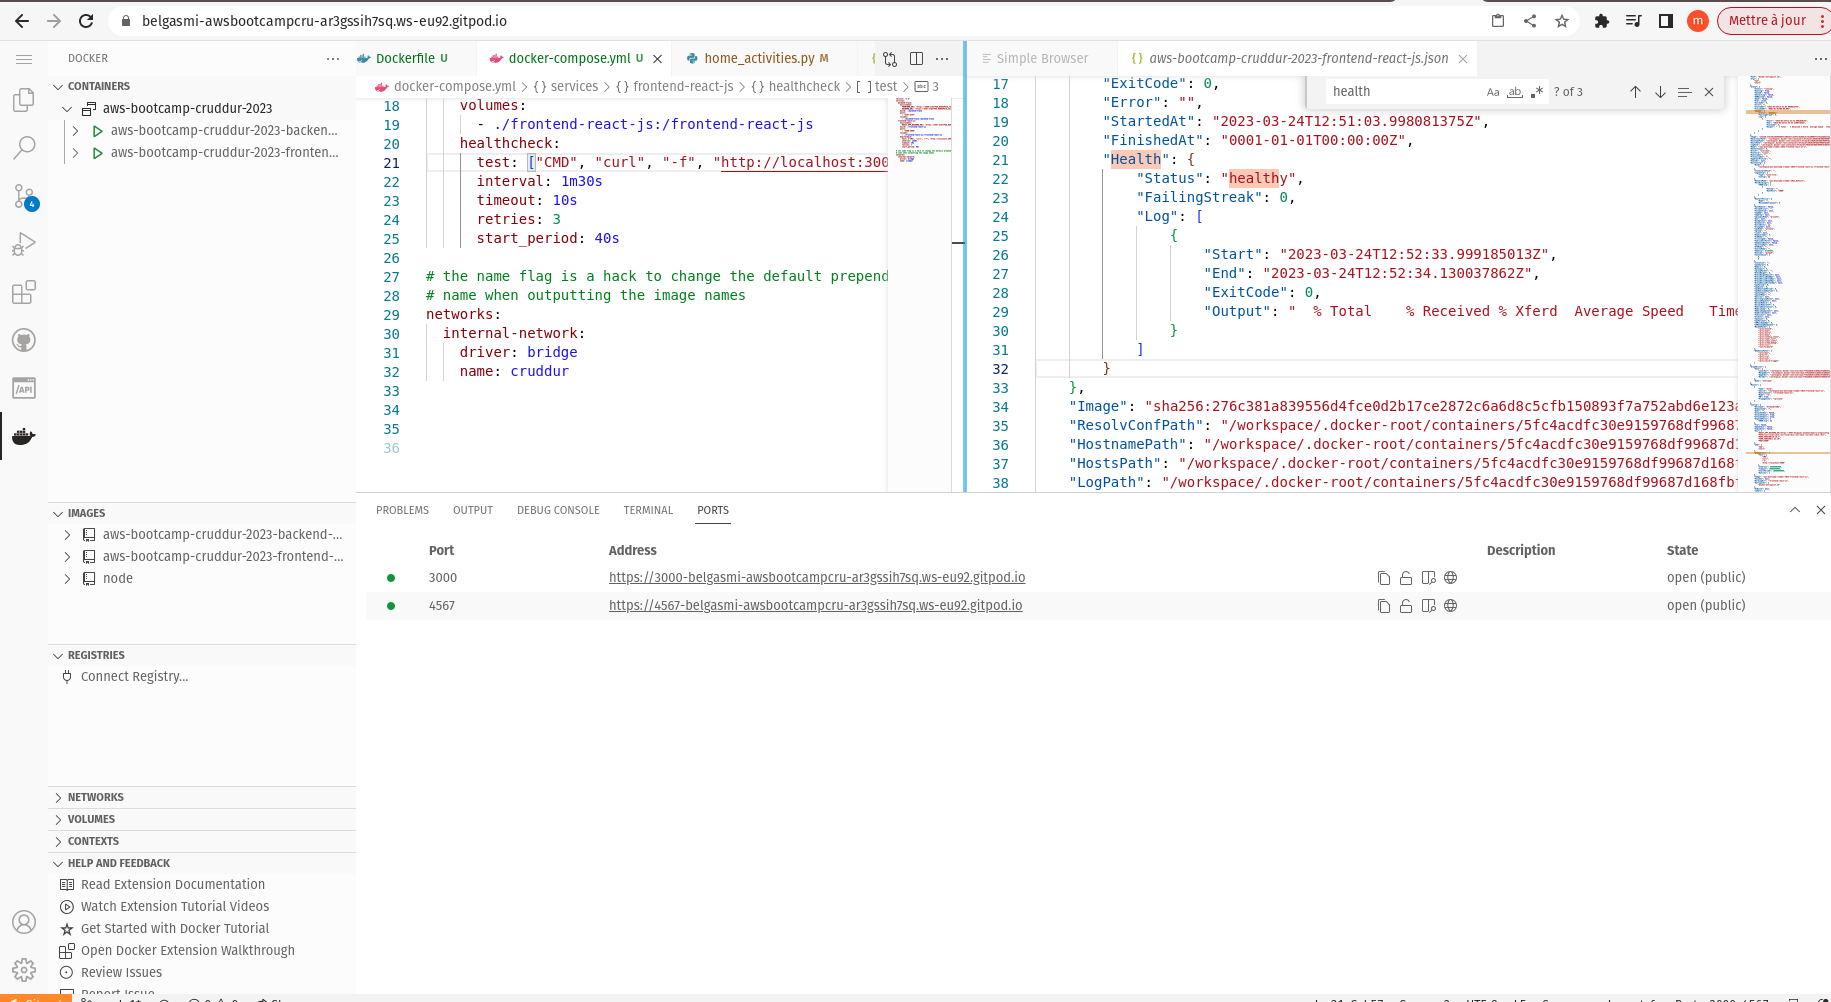 belgasmi-awsbootcampcru-ar3gssih7sq.ws-eu92.gitpod.io
m
Mettre à jour
DOCKER
CONTAINERS
aws-bootcamp-cruddur-2023
aws-bootcamp-cruddur-2023-backen...
aws-bootcamp-cruddur-2023-fronten...
4
/API
IMAGES
aws-bootcamp-cruddur-2023-backend-...
aws-bootcamp-cruddur-2023-frontend-...
node
REGISTRIES
Connect Registry...
NETWORKS
VOLUMES
CONTEXTS
HELP AND FEEDBACK
Read Extension Documentation
Watch Extension Tutorial Videos
Get Started with Docker Tutorial
Open Docker Extension Walkthrough
Review Issues
Report Issue
Dockerfile U
docker-compose.yml U
home_activities.py M
docker-compose.yml > {} services > {} frontend-react-js > {} healthcheck > [ ] test > abc 3
18 volumes:
19 - ./frontend-react-js:/frontend-react-js
20 healthcheck:
21 test: ["CMD", "curl", "-f", "http://localhost:300
22 interval: 1m30s
23 timeout: 10s
24 retries: 3
25 start_period: 40s
26
27 # the name flag is a hack to change the default prepend
28 # name when outputting the image names
29 networks:
30 internal-network:
31 driver: bridge
32 name: cruddur
33
34
35
36
Simple Browser
{} aws-bootcamp-cruddur-2023-frontend-react-js.json
health
Aa ab .* ? of 3
17 "ExitCode": 0,
18 "Error": "",
19 "StartedAt": "2023-03-24T12:51:03.998081375Z",
20 "FinishedAt": "0001-01-01T00:00:00Z",
21 "Health": {
22 "Status": "healthy",
23 "FailingStreak": 0,
24 "Log": [
25 {
26 "Start": "2023-03-24T12:52:33.999185013Z",
27 "End": "2023-03-24T12:52:34.130037862Z",
28 "ExitCode": 0,
29 "Output": " % Total % Received % Xferd Average Speed Time
30 }
31 ]
32 }
33 },
34 "Image": "sha256:276c381a839556d4fce0d2b17ce2872c6a6d8c5cfb150893f7a752abd6e123a
35 "ResolvConfPath": "/workspace/.docker-root/containers/5fc4acdfc30e9159768df99687
36 "HostnamePath": "/workspace/.docker-root/containers/5fc4acdfc30e9159768df99687d
37 "HostsPath": "/workspace/.docker-root/containers/5fc4acdfc30e9159768df99687d168f
38 "LogPath": "/workspace/.docker-root/containers/5fc4acdfc30e9159768df99687d168fb
PROBLEMS
OUTPUT
DEBUG CONSOLE
TERMINAL
PORTS
Port Address Description State
3000 https://3000-belgasmi-awsbootcampcru-ar3gssih7sq.ws-eu92.gitpod.io open (public)
4567 https://4567-belgasmi-awsbootcampcru-ar3gssih7sq.ws-eu92.gitpod.io open (public)